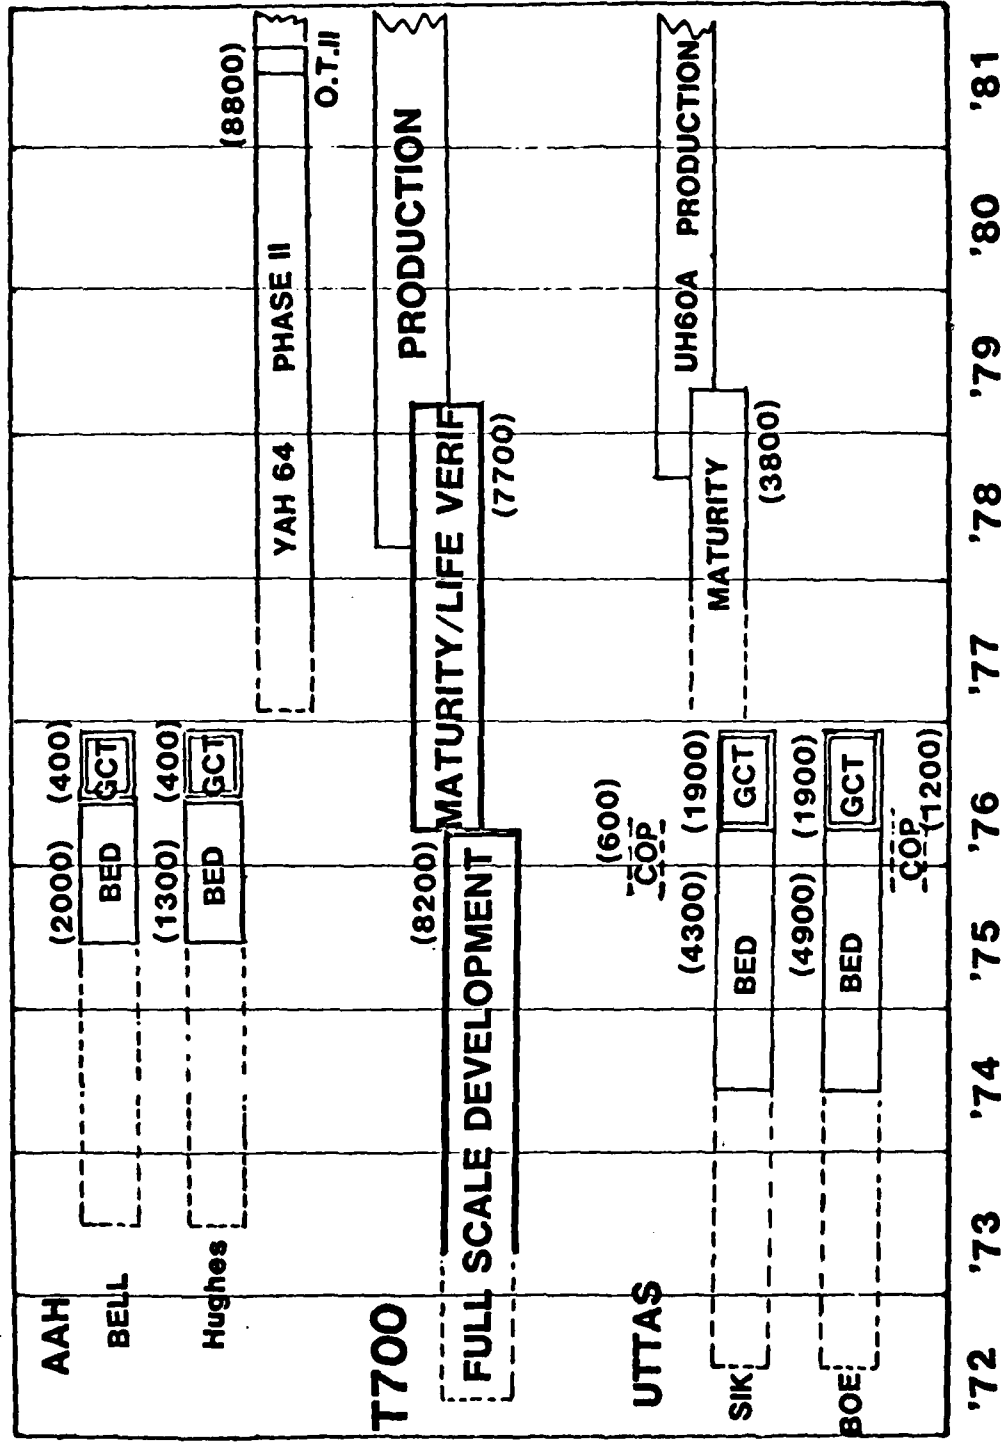 AAH
(2000) (400)
BELL BED GCT
(1300) (400)
Hughes BED GCT
(8800)
YAH 64 PHASE II
O.T.II
T700
PRODUCTION
(8200) MATURITY/LIFE VERIF
FULL SCALE DEVELOPMENT (7700)
UTTAS
(600)
COP
UH60A PRODUCTION
MATURITY
(3800)
(4300) (1900)
SIK BED GCT
(4900) (1900)
BOE BED GCT
COP
(1200)
'72 '73 '74 '75 '76 '77 '78 '79 '80 '81